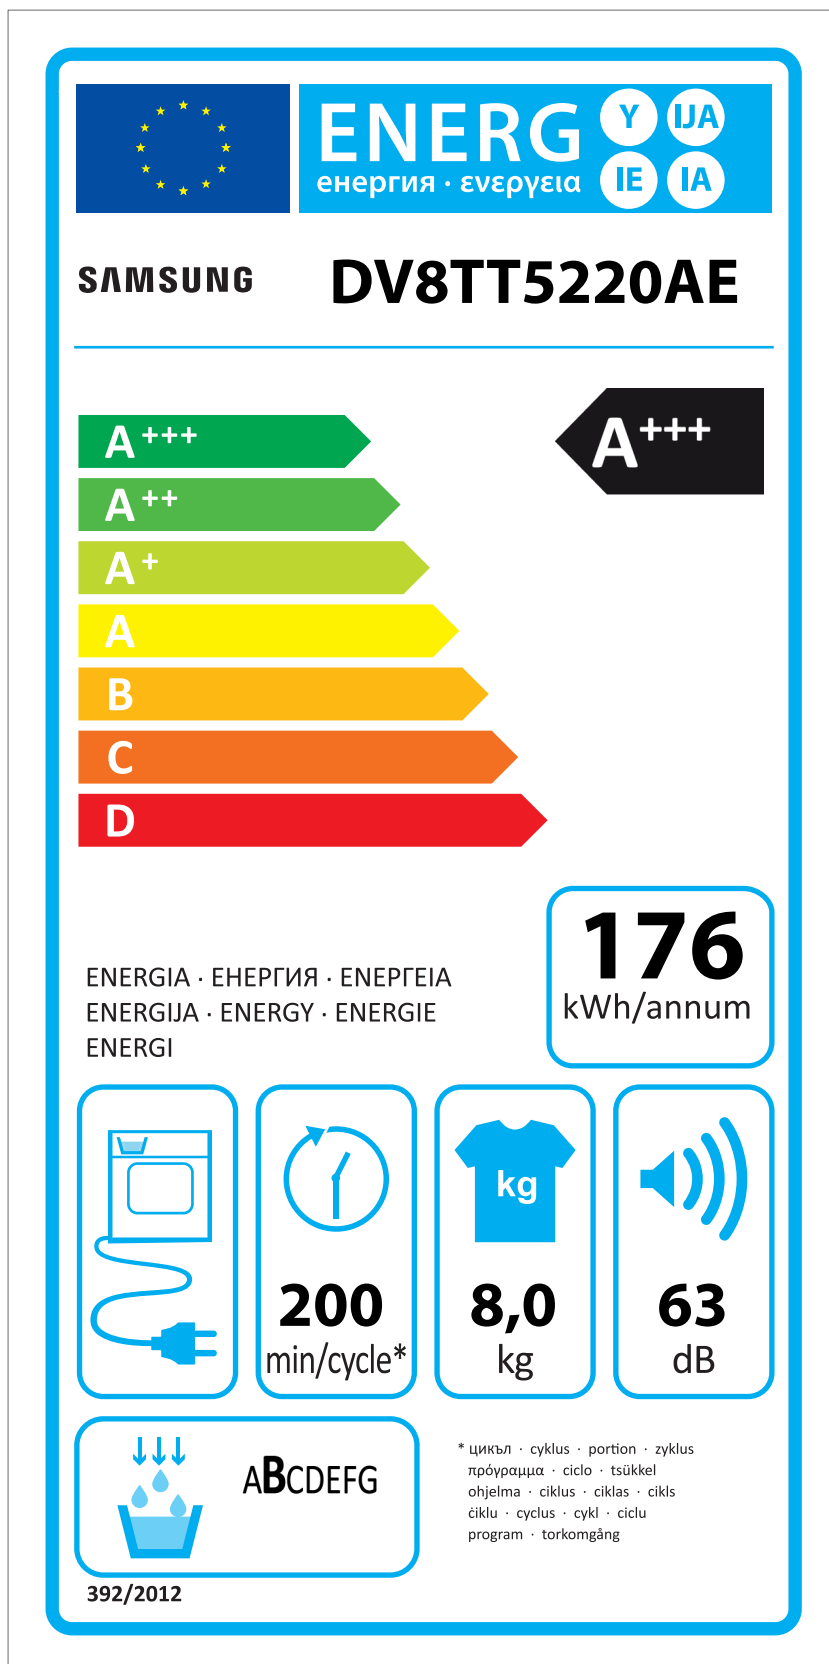 ENERG Y IJA
енергия · ενεργεια IE IA
SAMSUNG DV8TT5220AE
A+++ A+++
A++
A+
A
B
C
D
176
kWh/annum
ENERGIA · ЕНЕРГИЯ · ΕΝΕΡΓΕΙΑ
ENERGIJA · ENERGY · ENERGIE
ENERGI
kg
200 8,0 63
min/cycle* kg dB
ABCDEFG
* цикъл · cyklus · portion · zyklus
πρόγραμμα · ciclo · tsükkel
ohjelma · ciklus · ciklas · cikls
ċiklu · cyclus · cykl · ciclu
program · torkomgång
392/2012